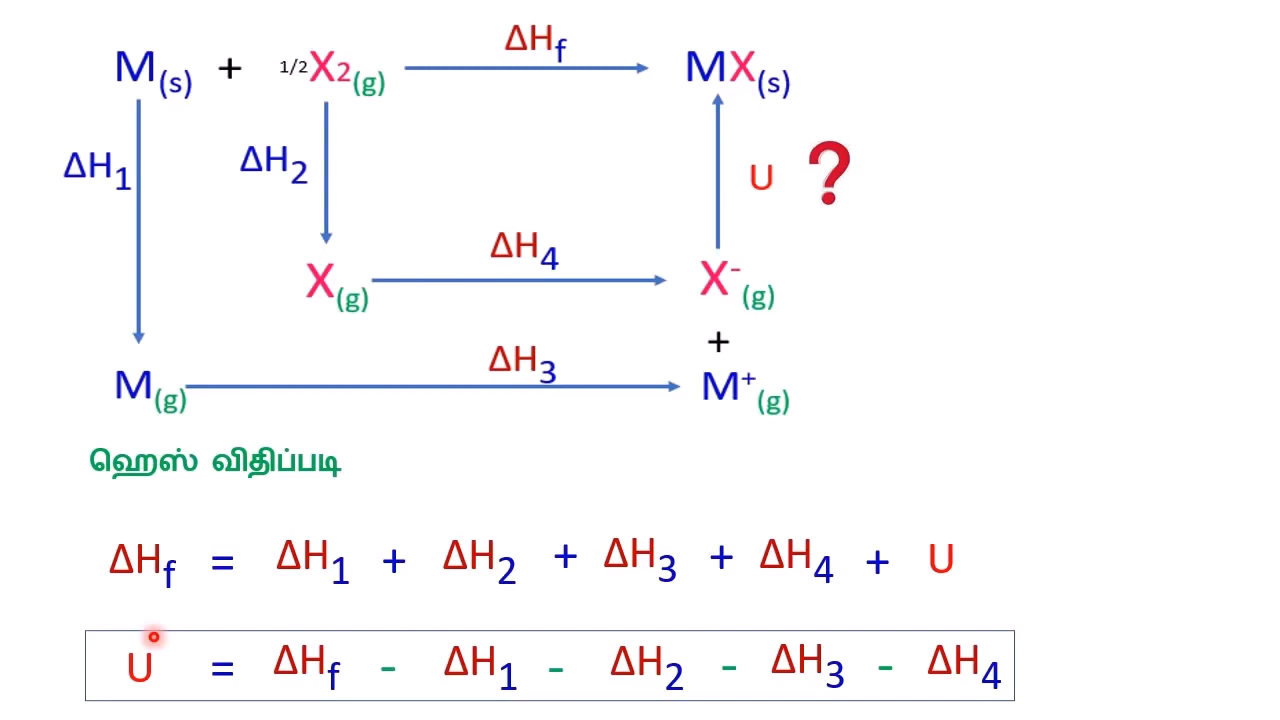 M(s) + 1/2X2(g) ΔHf MX(s)
ΔH1 ΔH2 U ?
X(g) ΔH4 X-(g)
+
M(g) ΔH3 M+(g)
ஹெஸ் விதிப்படி
ΔHf = ΔH1 + ΔH2 + ΔH3 + ΔH4 + U
U = ΔHf - ΔH1 - ΔH2 - ΔH3 - ΔH4